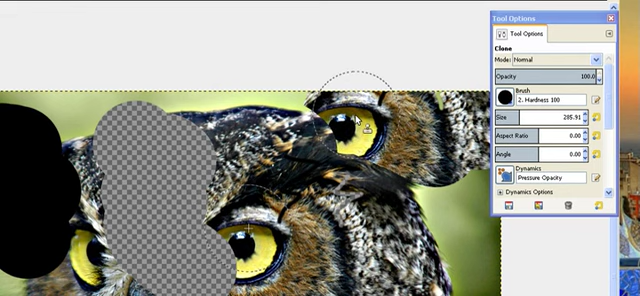 Tool Options
Tool Options
Clone
Mode: Normal
Opacity 100.0
Brush
2. Hardness 100
Size 285.91
Aspect Ratio 0.00
Angle 0.00
Dynamics
Pressure Opacity
Dynamics Options